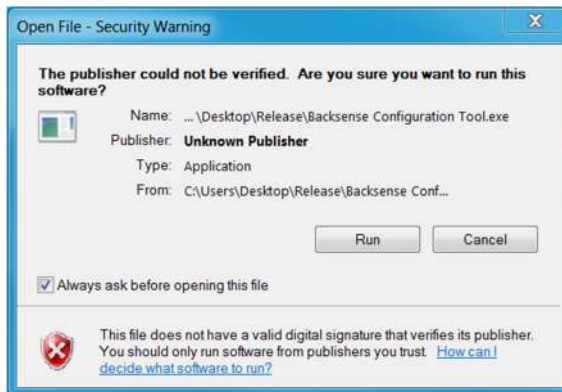 Open File - Security Warning
The publisher could not be verified. Are you sure you want to run this
software?
Name: ... \Desktop\Release\Backsense Configuration Tool.exe
Publisher: Unknown Publisher
Type: Application
From: C:\Users\Desktop\Release\Backsense Conf...
Run Cancel
Always ask before opening this file
This file does not have a valid digital signature that verifies its publisher.
You should only run software from publishers you trust. How can I
decide what software to run?